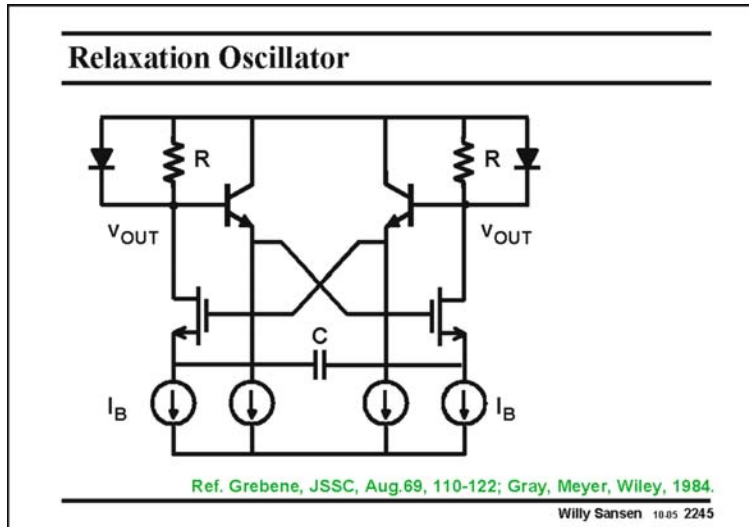 Relaxation Oscillator
R
R
VOUT
VOUT
C
IB
IB
Ref. Grebene, JSSC, Aug.69, 110-122; Gray, Meyer, Wiley, 1984.
Willy Sansen 10-05 2245